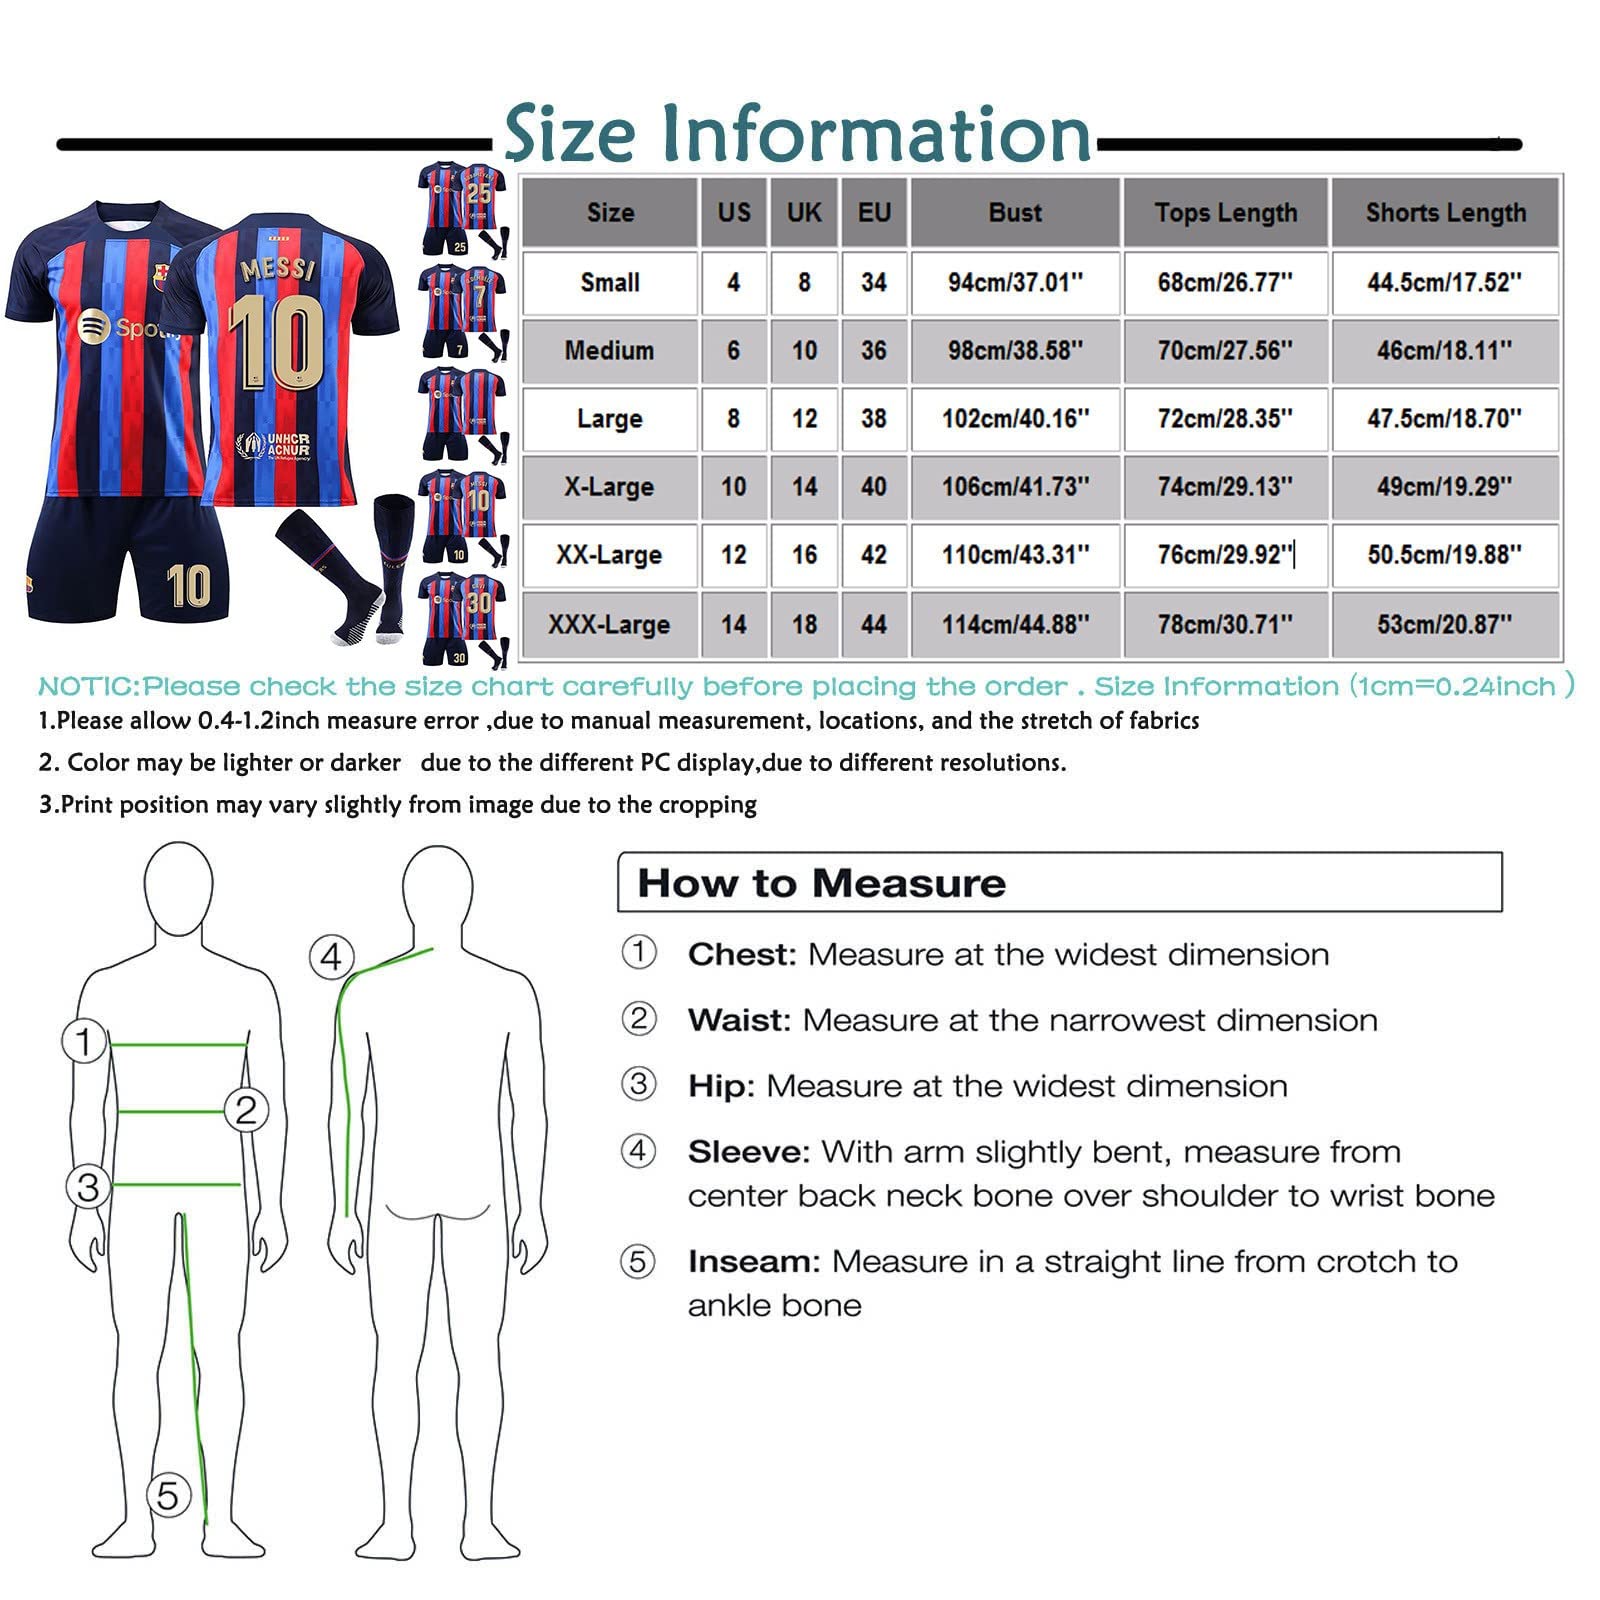 Size Information
Size US UK EU Bust Tops Length Shorts Length
Small 4 8 34 94cm/37.01'' 68cm/26.77'' 44.5cm/17.52''
Medium 6 10 36 98cm/38.58'' 70cm/27.56'' 46cm/18.11''
Large 8 12 38 102cm/40.16'' 72cm/28.35'' 47.5cm/18.70''
X-Large 10 14 40 106cm/41.73'' 74cm/29.13'' 49cm/19.29''
XX-Large 12 16 42 110cm/43.31'' 76cm/29.92'' 50.5cm/19.88''
XXX-Large 14 18 44 114cm/44.88'' 78cm/30.71'' 53cm/20.87''
MESSI
10
UNHCR
ACNUR
The UN Refugee Agency
10
25
25
7
7
MESSI
10
10
30
30
NOTIC:Please check the size chart carefully before placing the order . Size Information (1cm=0.24inch )
1.Please allow 0.4-1.2inch measure error ,due to manual measurement, locations, and the stretch of fabrics
2. Color may be lighter or darker due to the different PC display,due to different resolutions.
3.Print position may vary slightly from image due to the cropping
1
2
3
4
5
How to Measure
1 Chest: Measure at the widest dimension
2 Waist: Measure at the narrowest dimension
3 Hip: Measure at the widest dimension
4 Sleeve: With arm slightly bent, measure from
center back neck bone over shoulder to wrist bone
5 Inseam: Measure in a straight line from crotch to
ankle bone